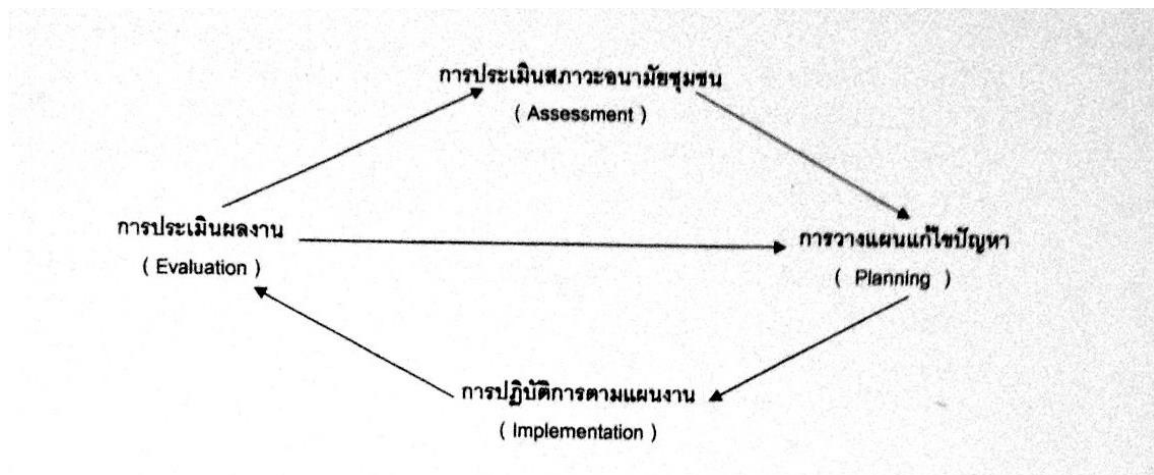 การประเมินสภาวะอนามัยชุมชน
( Assessment )
การประเมินผลงาน
( Evaluation )
การวางแผนแก้ไขปัญหา
( Planning )
การปฏิบัติการตามแผนงาน
( Implementation )